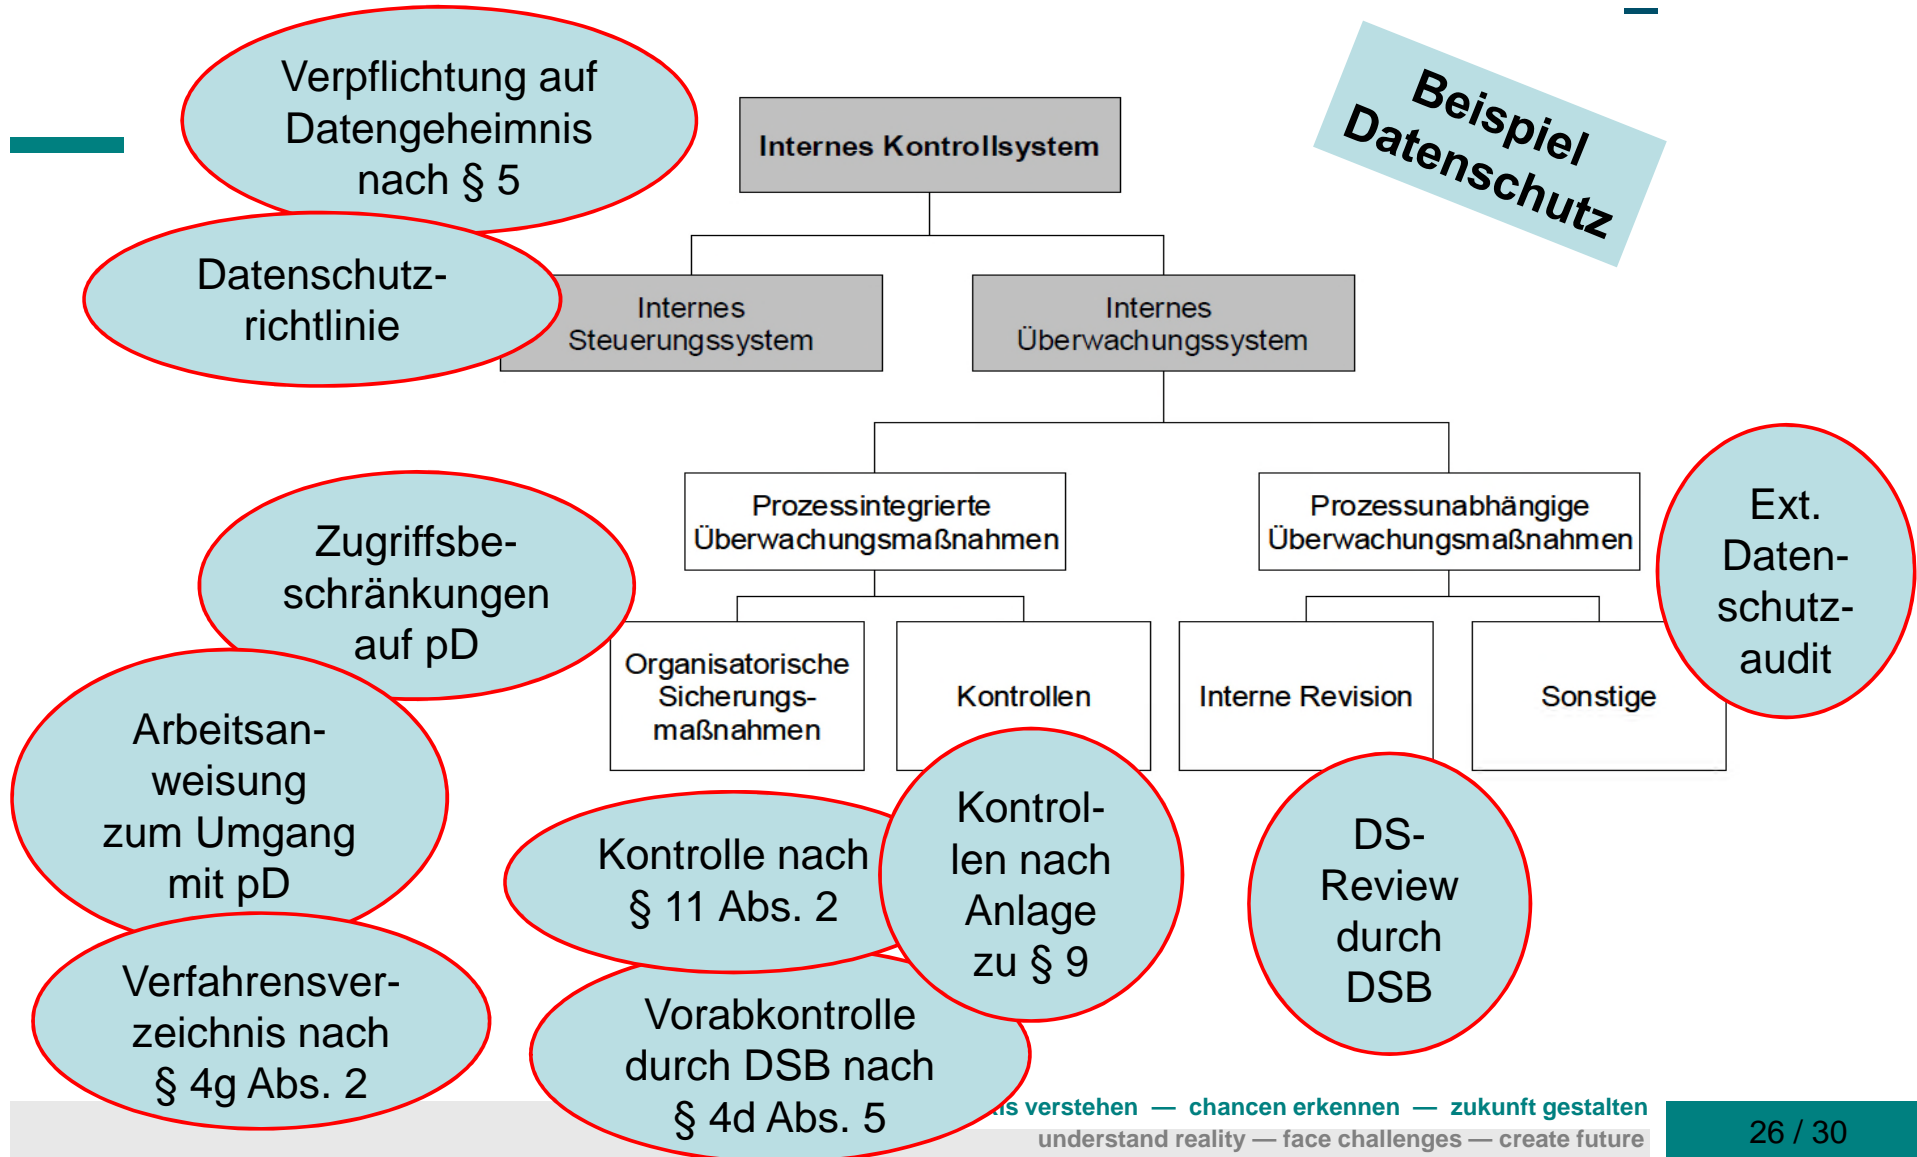 Verpflichtung auf
Datengeheimnis
nach § 5
Datenschutz-
richtlinie
Internes Kontrollsystem
Beispiel
Datenschutz
Internes
Steuerungssystem
Internes
Überwachungssystem
Prozessintegrierte
Überwachungsmaßnahmen
Prozessunabhängige
Überwachungsmaßnahmen
Ext.
Daten-
schutz-
audit
Zugriffsbe-
schränkungen
auf pD
Organisatorische
Sicherungs-
maßnahmen
Kontrollen
Interne Revision
Sonstige
Arbeitsan-
weisung
zum Umgang
mit pD
Kontrolle nach
§ 11 Abs. 2
Kontrol-
len nach
Anlage
zu § 9
DS-
Review
durch
DSB
Verfahrensver-
zeichnis nach
§ 4g Abs. 2
Vorabkontrolle
durch DSB nach
§ 4d Abs. 5
verstehen — chancen erkennen — zukunft gestalten
understand reality — face challenges — create future
26 / 30